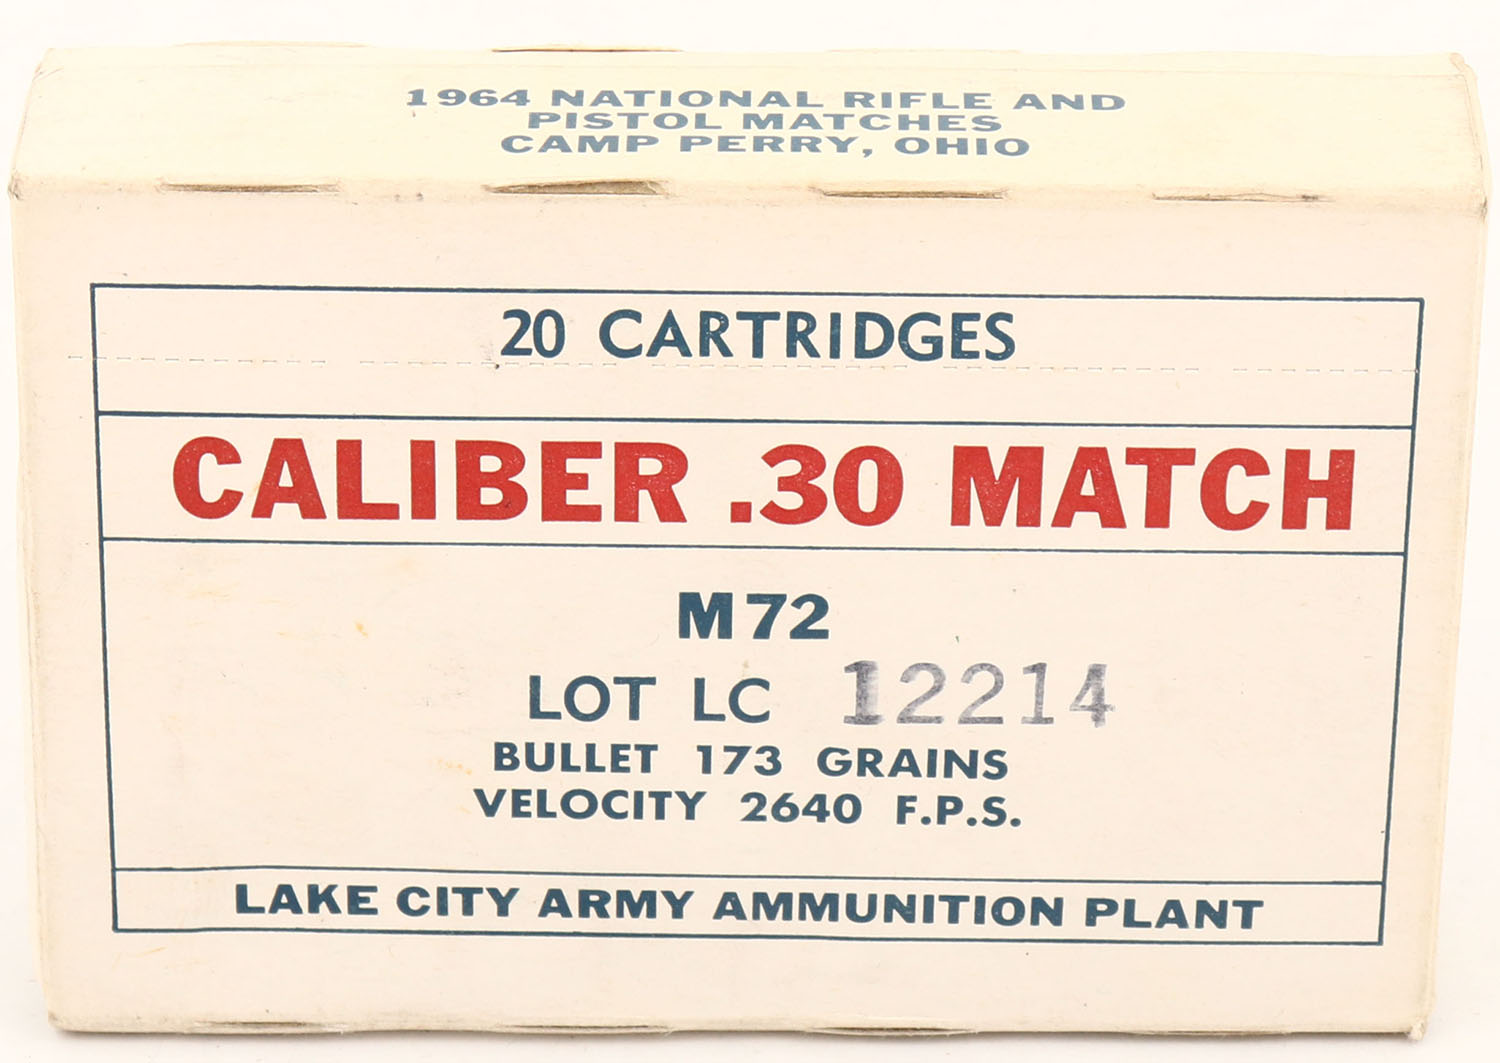 1964 NATIONAL RIFLE AND
PISTOL MATCHES
CAMP PERRY, OHIO
20 CARTRIDGES
CALIBER .30 MATCH
M72
LOT LC 12214
BULLET 173 GRAINS
VELOCITY 2640 F.P.S.
LAKE CITY ARMY AMMUNITION PLANT